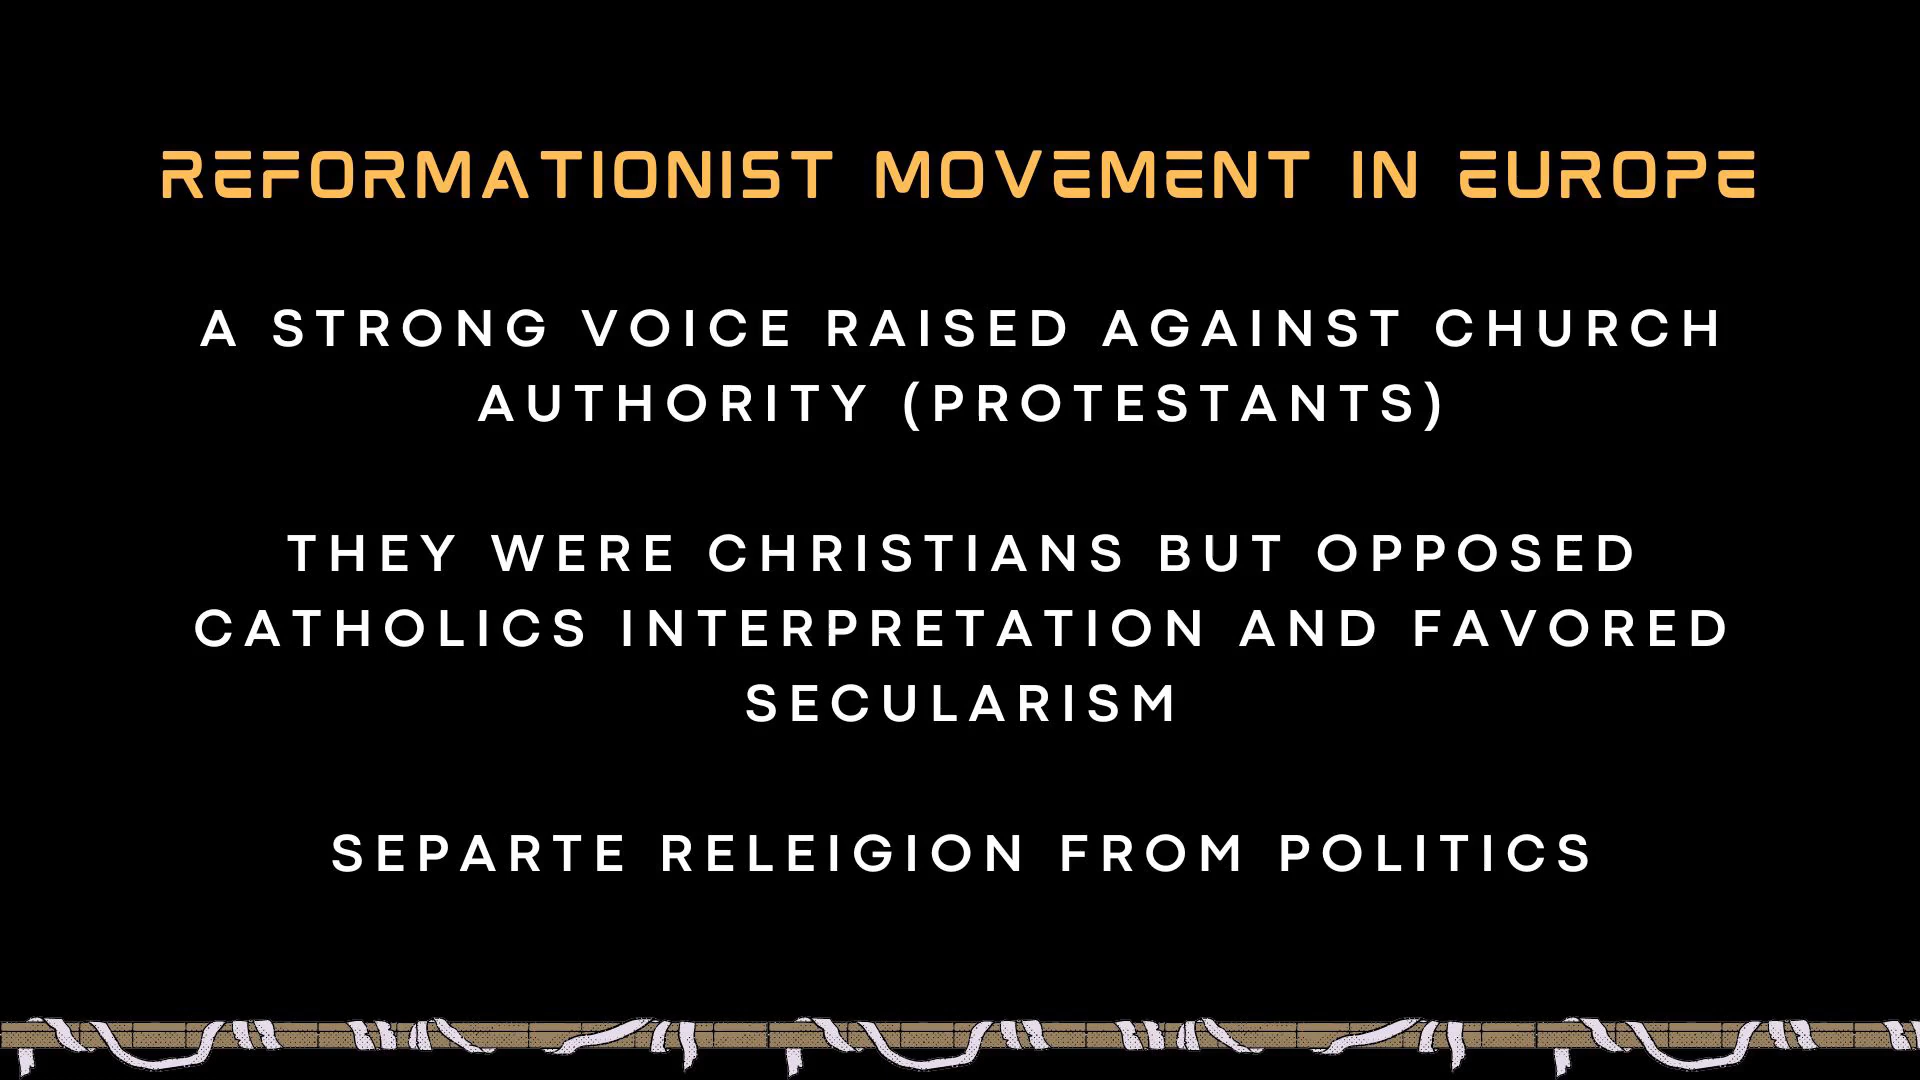 REFORMATIONIST MOVEMENT IN EUROPE
A STRONG VOICE RAISED AGAINST CHURCH
AUTHORITY (PROTESTANTS)
THEY WERE CHRISTIANS BUT OPPOSED
CATHOLICS INTERPRETATION AND FAVORED
SECULARISM
SEPARTE RELEIGION FROM POLITICS